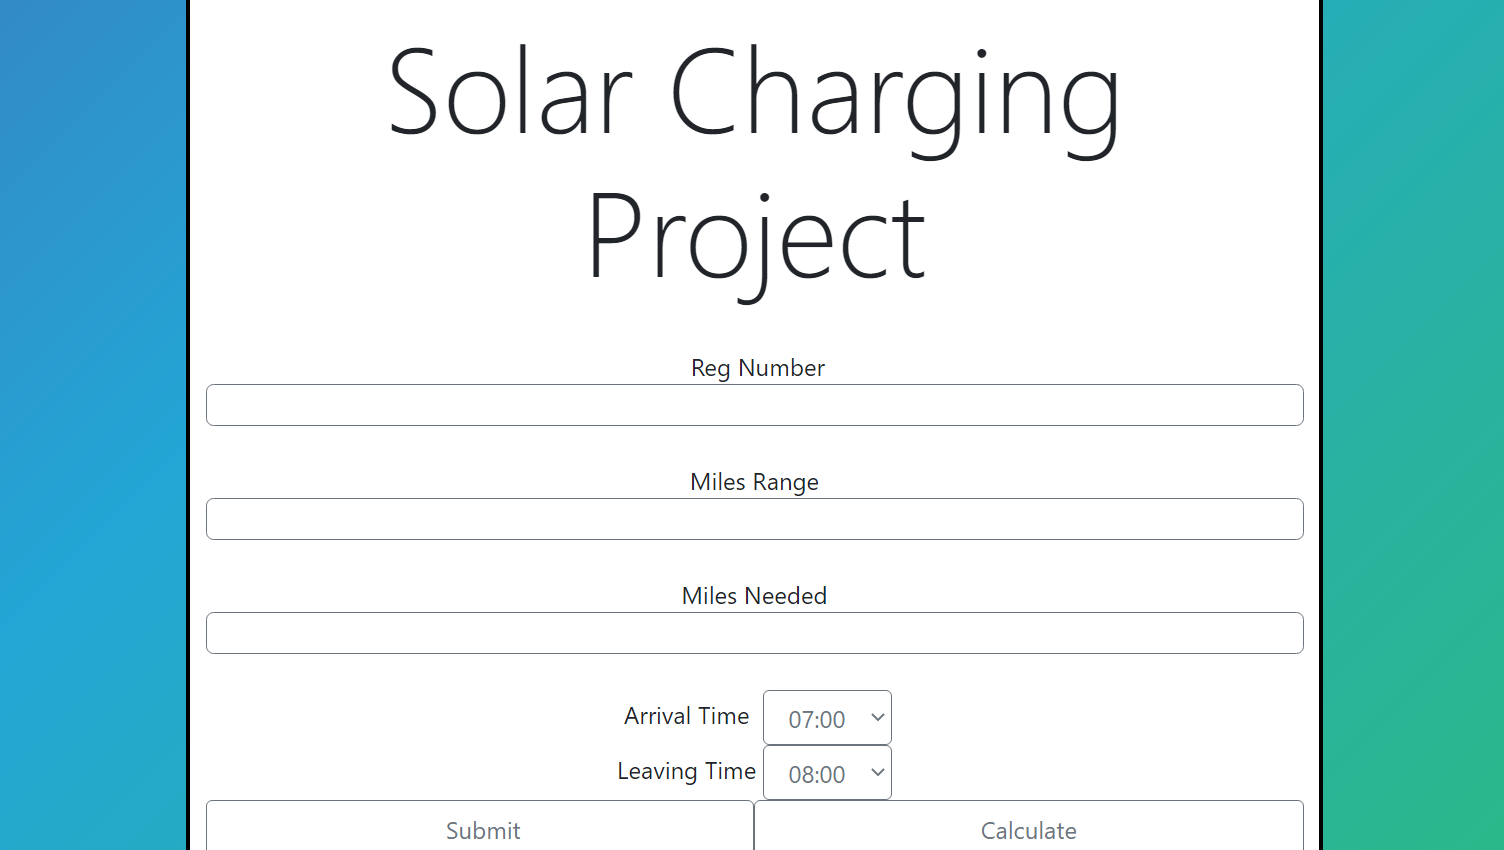 Solar Charging
Project
Reg Number
Miles Range
Miles Needed
Arrival Time 07:00
Leaving Time 08:00
Submit Calculate